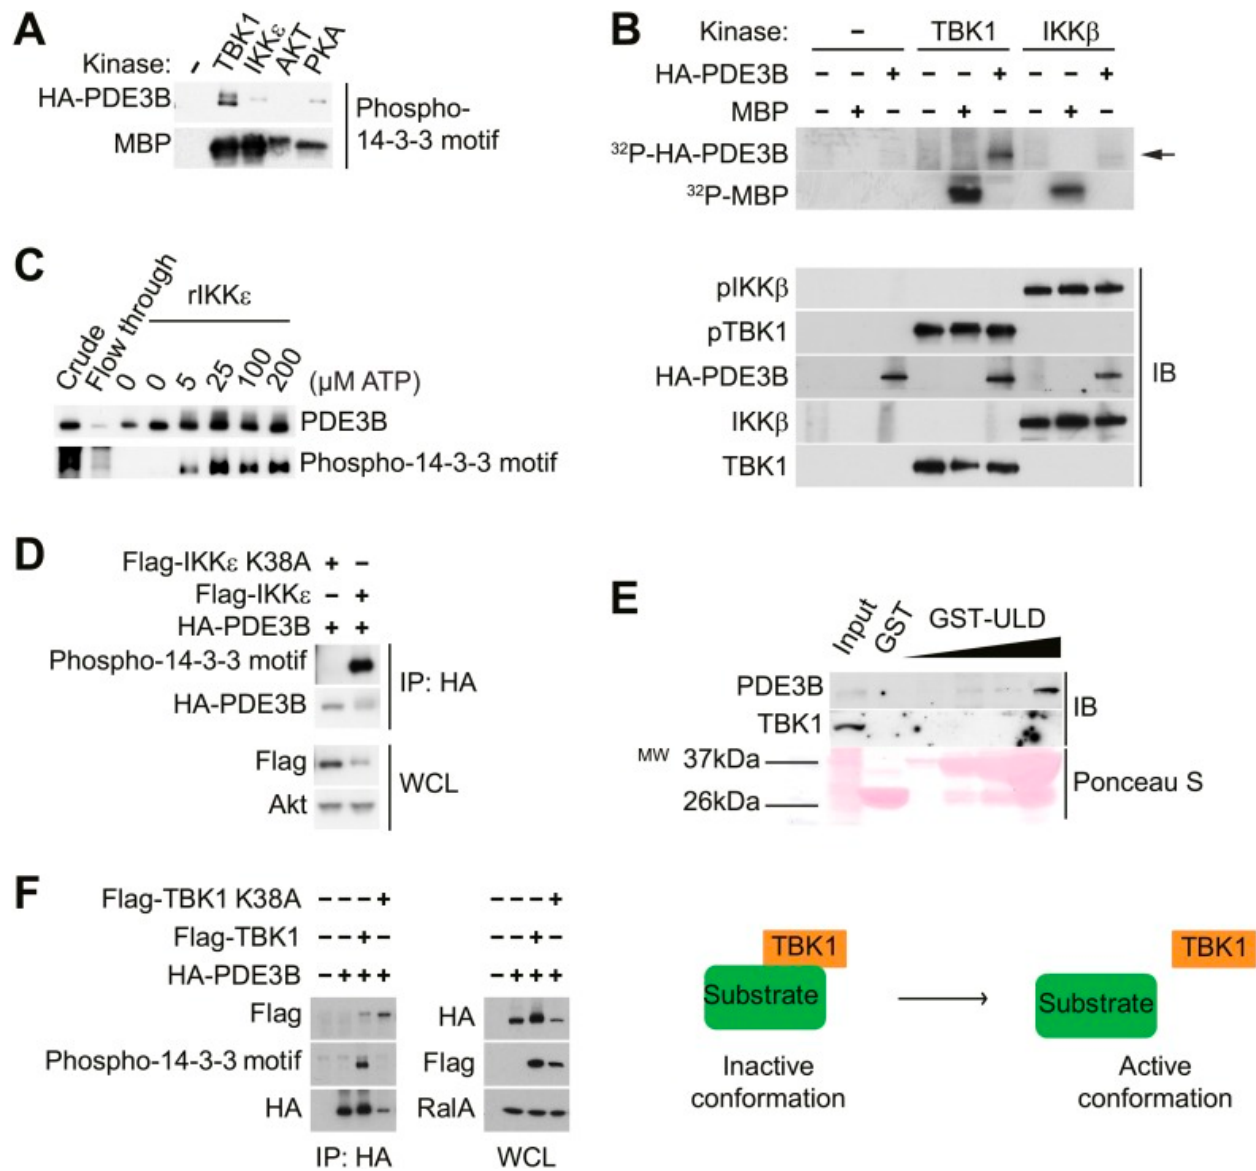 A
Kinase: - TBK1 IKKε AKT PKA
HA-PDE3B
MBP
Phospho-
14-3-3 motif
B
Kinase: – TBK1 IKKβ
HA-PDE3B – – + – – + – – +
MBP – + – – + – – + –
32P-HA-PDE3B
32P-MBP
pIKKβ
pTBK1
HA-PDE3B
IKKβ
TBK1
IB
C
rIKKε
Crude Flow through 0 0 5 25 100 200 (µM ATP)
PDE3B
Phospho-14-3-3 motif
D
Flag-IKKε K38A + –
Flag-IKKε – +
HA-PDE3B + +
Phospho-14-3-3 motif
HA-PDE3B
IP: HA
Flag
Akt
WCL
E
Input GST GST-ULD
PDE3B
TBK1
IB
MW 37kDa
26kDa
Ponceau S
F
Flag-TBK1 K38A – – – + – – – +
Flag-TBK1 – – + – – – + –
HA-PDE3B – + + + – + + +
Flag
Phospho-14-3-3 motif
HA
IP: HA
HA
Flag
RalA
WCL
TBK1
Substrate
Inactive
conformation
TBK1
Substrate
Active
conformation